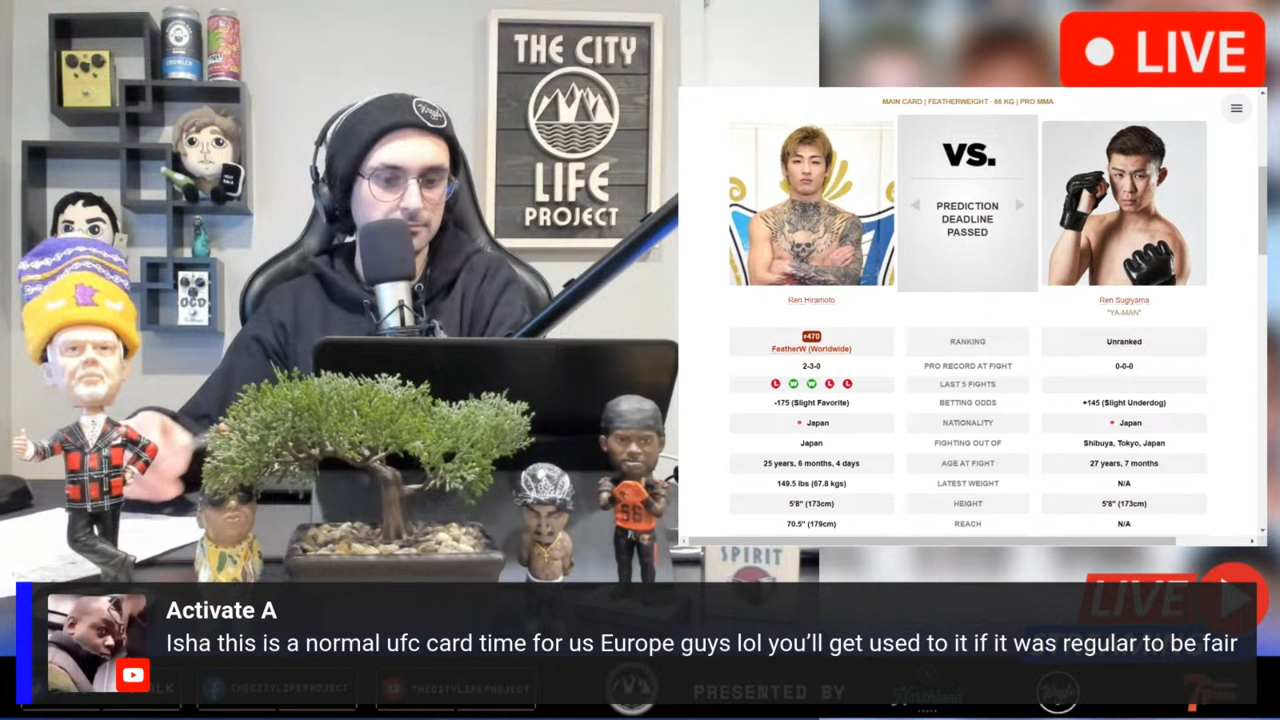 THE CITY
LIFE
PROJECT
LIVE
MAIN CARD | FEATHERWEIGHT · 66 KG | PRO MMA
VS.
PREDICTION
DEADLINE
PASSED
Ren Hiramoto
Ren Sugiyama
"YA-MAN"
#470
FeatherW (Worldwide)
RANKING
Unranked
2-3-0
PRO RECORD AT FIGHT
0-0-0
L W W L L
LAST 5 FIGHTS
-175 (Slight Favorite)
BETTING ODDS
+145 (Slight Underdog)
Japan
NATIONALITY
Japan
Japan
FIGHTING OUT OF
Shibuya, Tokyo, Japan
25 years, 6 months, 4 days
AGE AT FIGHT
27 years, 7 months
149.5 lbs (67.8 kgs)
LATEST WEIGHT
N/A
5'8" (173cm)
HEIGHT
5'8" (173cm)
70.5" (179cm)
REACH
N/A
OCD
56
SPIRIT
LIVE
Activate A
Isha this is a normal ufc card time for us Europe guys lol you’ll get used to it if it was regular to be fair
THECITYLIFEPROJECT
THECITYLIFEPROJECT
PRESENTED BY